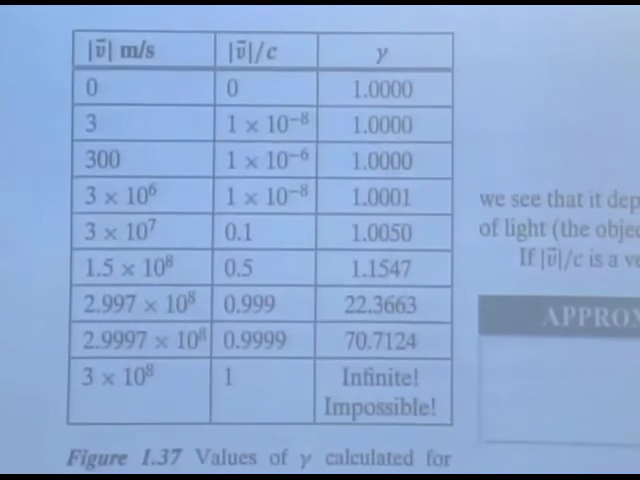 |v̄| m/s |v̄|/c γ
0 0 1.0000
3 1 × 10⁻⁸ 1.0000
300 1 × 10⁻⁶ 1.0000
3 × 10⁶ 1 × 10⁻⁸ 1.0001
3 × 10⁷ 0.1 1.0050
1.5 × 10⁸ 0.5 1.1547
2.997 × 10⁸ 0.999 22.3663
2.9997 × 10⁸ 0.9999 70.7124
3 × 10⁸ 1 Infinite!
Impossible!
Figure 1.37 Values of γ calculated for
we see that it dep
of light (the objec
If |v̄|/c is a ve
APPROX